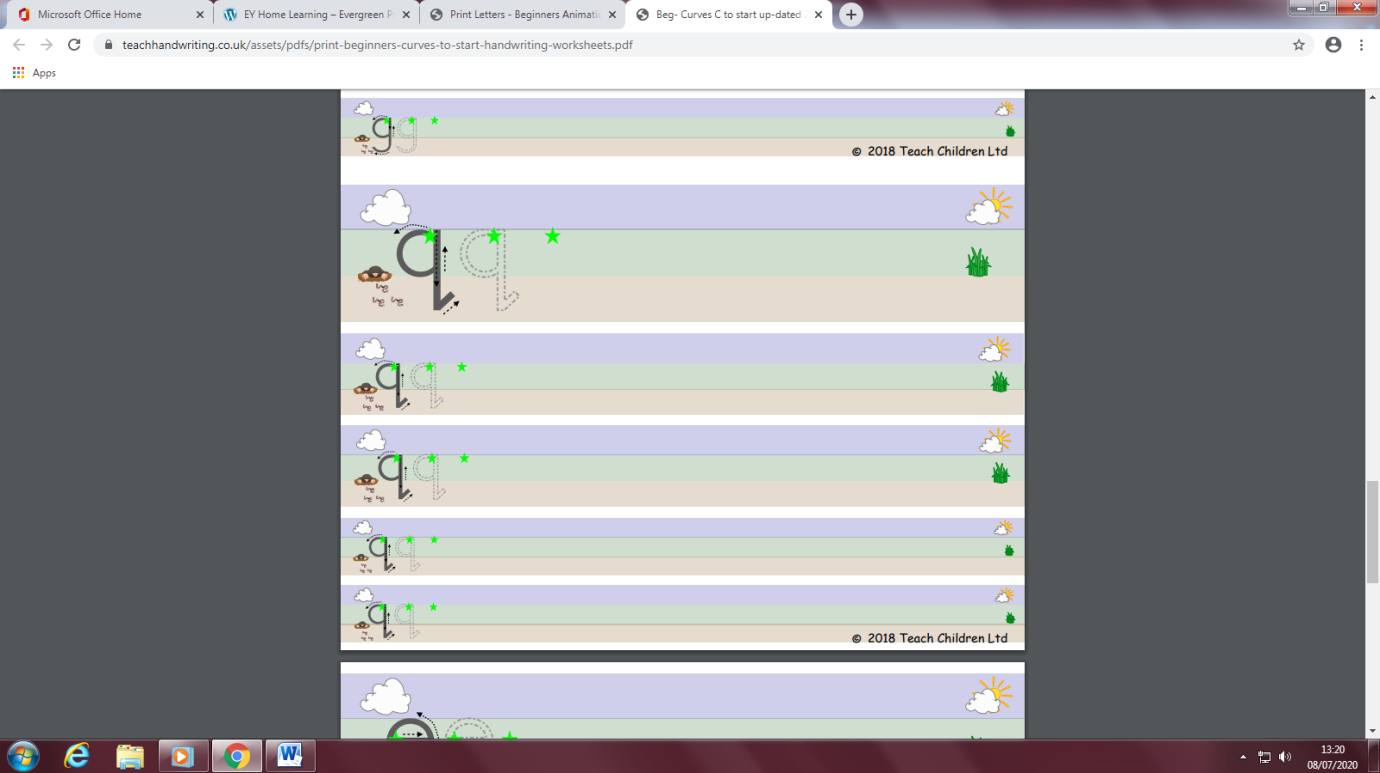 Microsoft Office Home
EY Home Learning – Evergreen P
Print Letters - Beginners Animati
Beg- Curves C to start up-dated
teachhandwriting.co.uk/assets/pdfs/print-beginners-curves-to-start-handwriting-worksheets.pdf
Apps
g g
© 2018 Teach Children Ltd
q q
q q
q q
q q
q q
© 2018 Teach Children Ltd
e e
13:20
08/07/2020